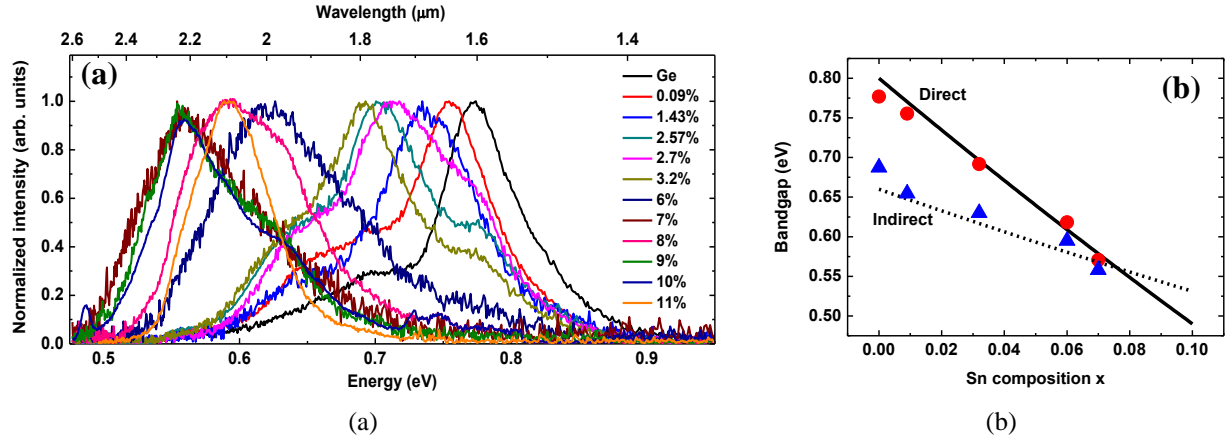 Wavelength (μm)
2.6 2.4 2.2 2 1.8 1.6 1.4
(a)
Normalized intensity (arb. units)
1.0
0.8
0.6
0.4
0.2
0.0
Ge
0.09%
1.43%
2.57%
2.7%
3.2%
6%
7%
8%
9%
10%
11%
0.5 0.6 0.7 0.8 0.9
Energy (eV)
(a)
(b)
Bandgap (eV)
0.80
0.75
0.70
0.65
0.60
0.55
0.50
Direct
Indirect
0.00 0.02 0.04 0.06 0.08 0.10
Sn composition x
(b)